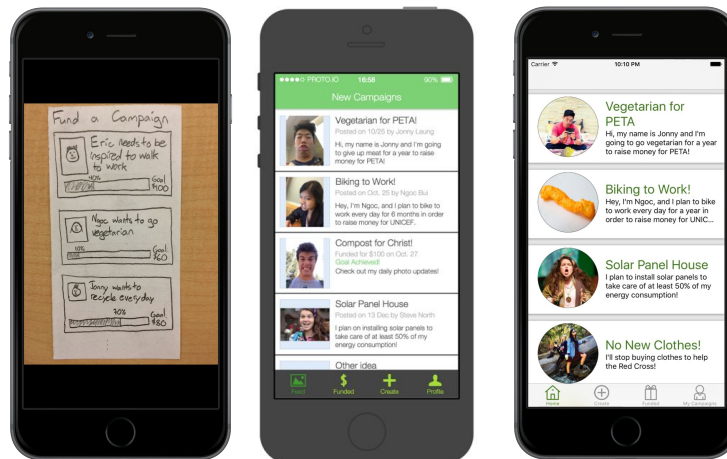 Fund a Campaign
Eric needs to be
inspired to walk
to work
40%
Goal
$100
Ngoc wants to go
vegetarian
10%
Goal
$60
Jonny wants to
recycle everyday
70%
Goal
$80
PROTO.IO 16:58 90%
New Campaigns
Vegetarian for PETA!
Posted on 10/25 by Jonny Leung
Hi, my name is Jonny and I'm going
to give up meat for a year to raise
money for PETA!
Biking to Work!
Posted on Oct. 25 by Ngoc Bui
Hey, I'm Ngoc, and I plan to bike to
work every day for 6 months in order
to raise money for UNICEF.
Compost for Christ!
Funded for $100 on Oct. 27
Goal Achieved!
Check out my daily photo updates!
Solar Panel House
Posted on 13 Dec by Steve North
I plan on installing solar panels to
take care of at least 50% of my
energy consumption!
Other idea
Feed Funded Create Profile
Carrier 10:10 PM
Vegetarian for
PETA
Hi, my name is Jonny and I'm
going to go vegetarian for a year
to raise money for PETA!
Biking to Work!
Hey, I'm Ngoc, and I plan to bike
to work every day for a year in
order to raise money for UNIC...
Solar Panel House
I plan to install solar panels to
take care of at least 50% of my
energy consumption!
No New Clothes!
I'll stop buying clothes to help
the Red Cross!
Home Create Funded My Campaigns